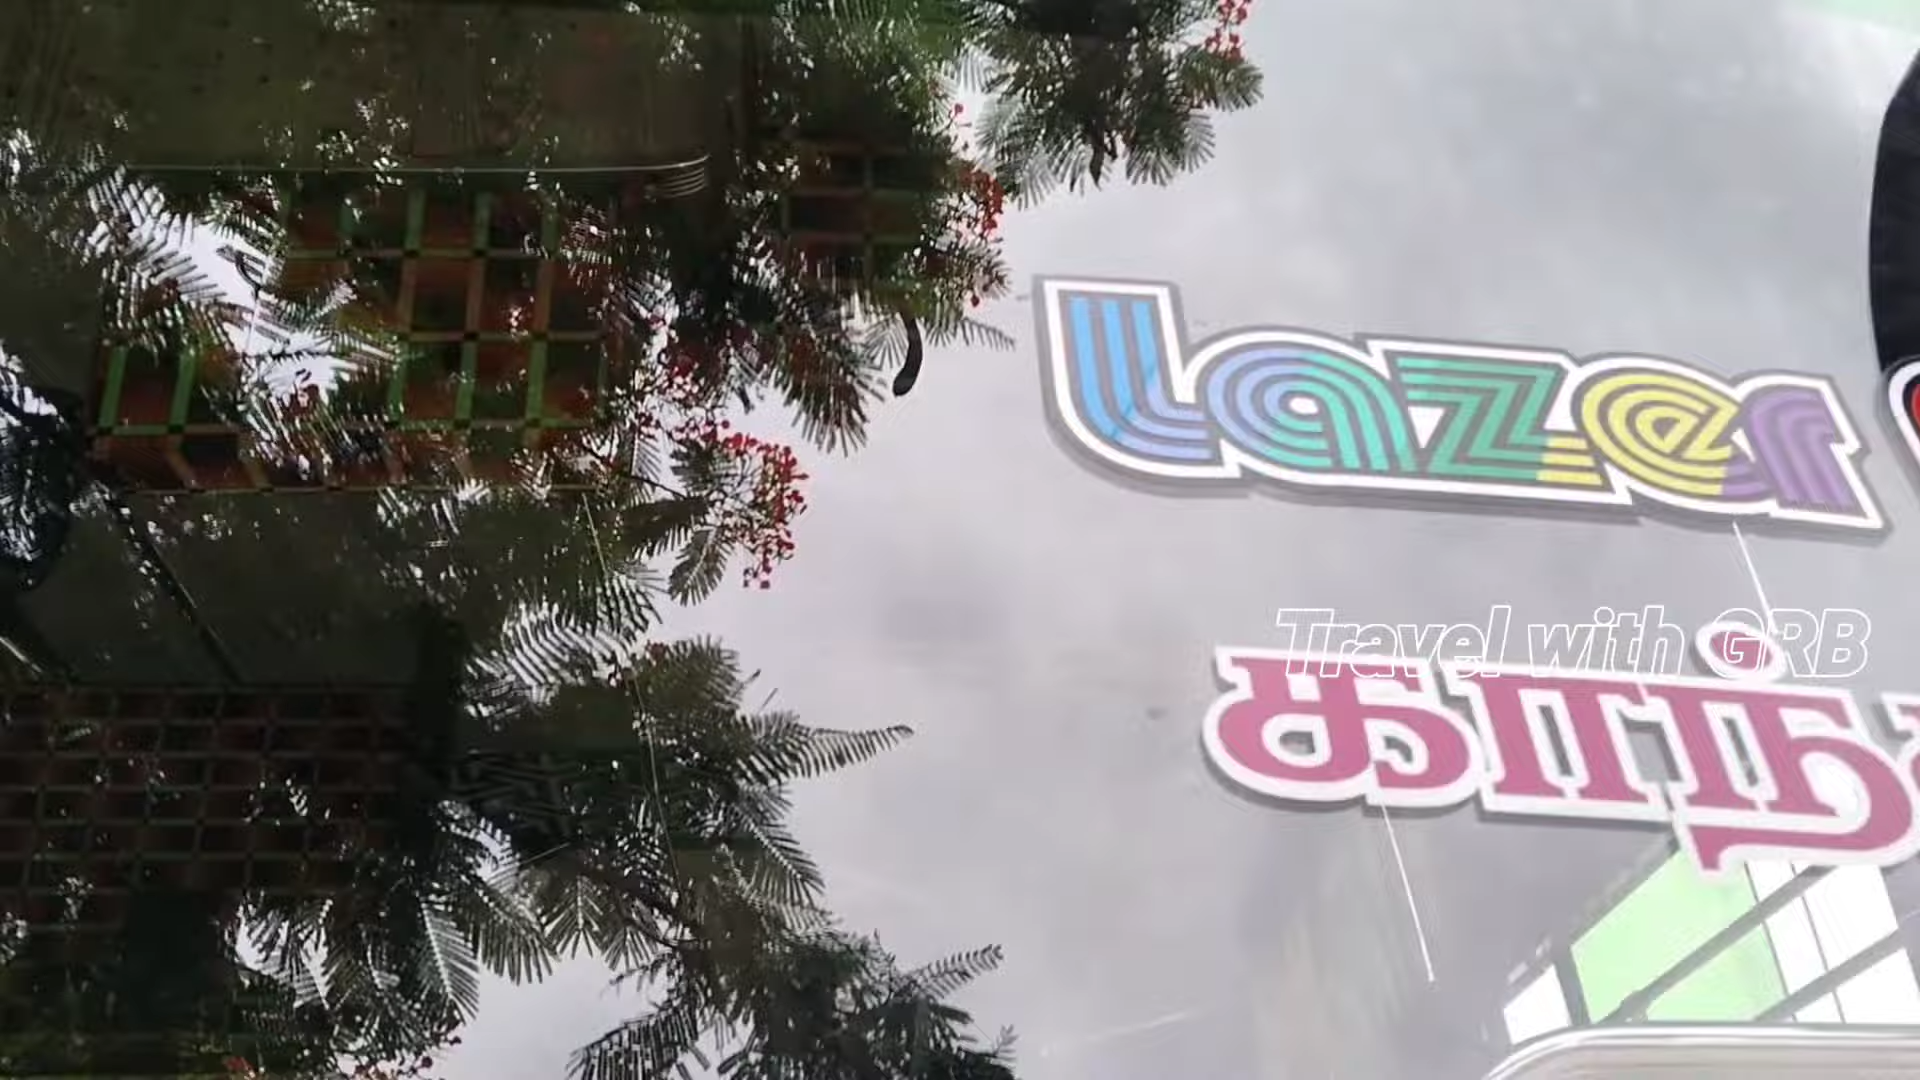 Lazer
Travel with GRB
கார்